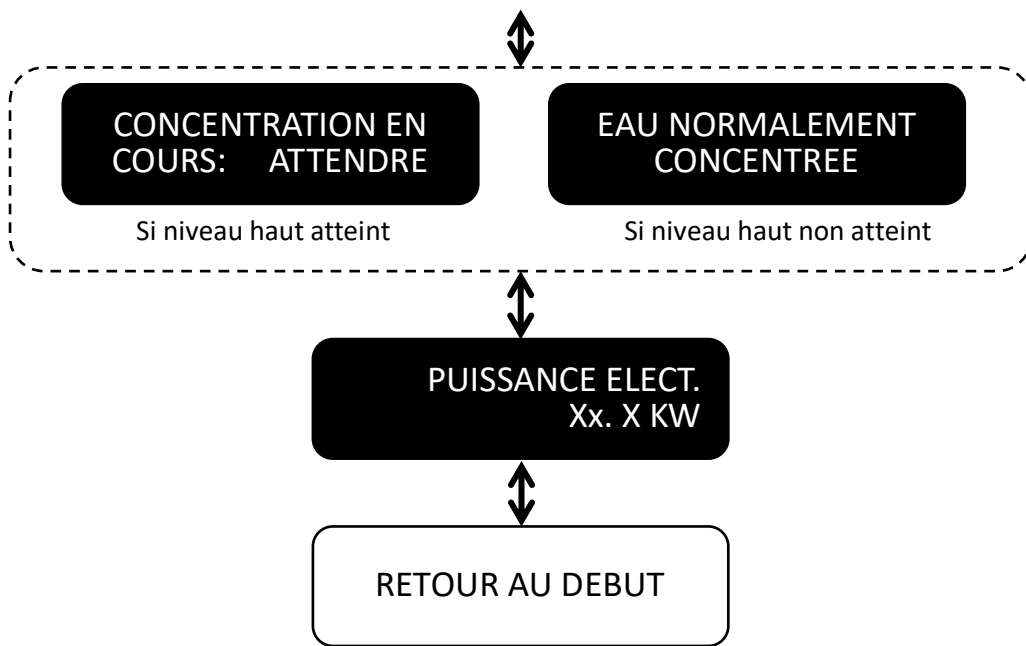 CONCENTRATION EN
COURS: ATTENDRE
EAU NORMALEMENT
CONCENTREE
Si niveau haut atteint
Si niveau haut non atteint
PUISSANCE ELECT.
Xx. X KW
RETOUR AU DEBUT